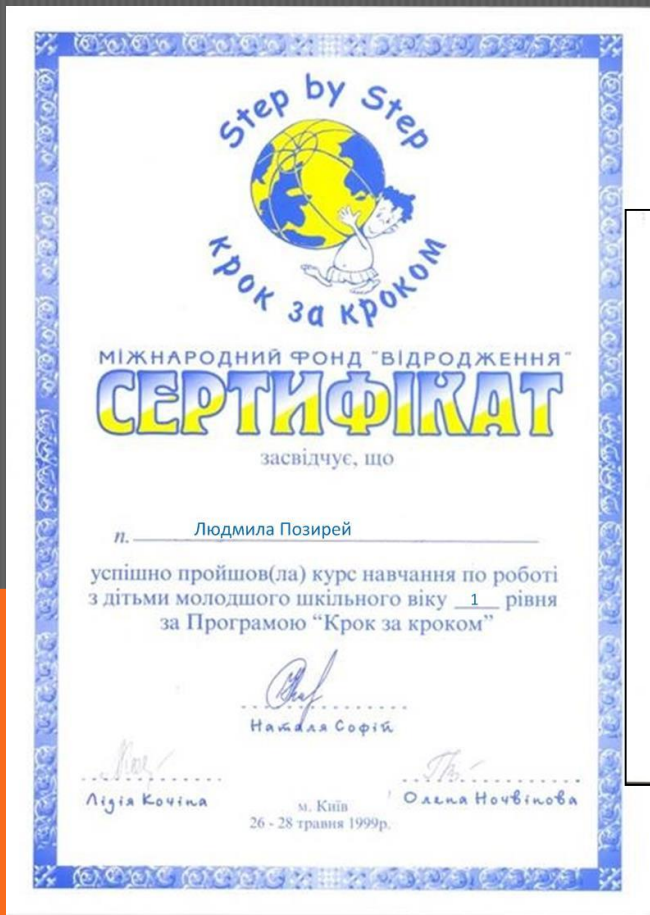 Step by Step
крок за кроком
МІЖНАРОДНИЙ ФОНД "ВІДРОДЖЕННЯ"
СЕРТИФІКАТ
засвідчує, що
п. Людмила Позирей
успішно пройшов(ла) курс навчання по роботі
з дітьми молодшого шкільного віку 1 рівня
за Програмою “Крок за кроком”
Наталя Софій
Лідія Кочіна
Олена Ночвінова
м. Київ
26 - 28 травня 1999р.